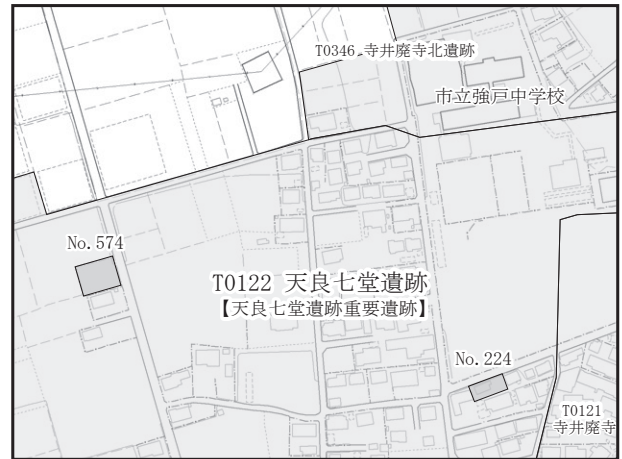 T0346 寺井廃寺北遺跡
市立強戸中学校
No.574
T0122 天良七堂遺跡
【天良七堂遺跡重要遺跡】
No.224
T0121
寺井廃寺